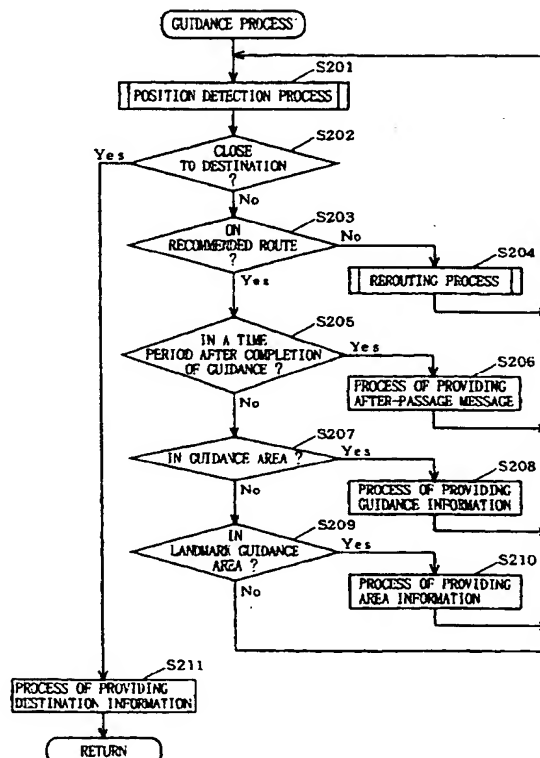 GUIDANCE PROCESS
S201
POSITION DETECTION PROCESS
S202
Yes
CLOSE
TO DESTINATION
?
No
S203
ON
RECOMMENDED ROUTE
?
No
S204
REROUTING PROCESS
Yes
S205
IN A TIME
PERIOD AFTER COMPLETION
OF GUIDANCE ?
Yes
S206
PROCESS OF PROVIDING
AFTER-PASSAGE MESSAGE
No
S207
IN GUIDANCE AREA ?
Yes
S208
PROCESS OF PROVIDING
GUIDANCE INFORMATION
No
S209
IN
LANDMARK GUIDANCE
AREA ?
Yes
S210
PROCESS OF PROVIDING
AREA INFORMATION
No
S211
PROCESS OF PROVIDING
DESTINATION INFORMATION
RETURN